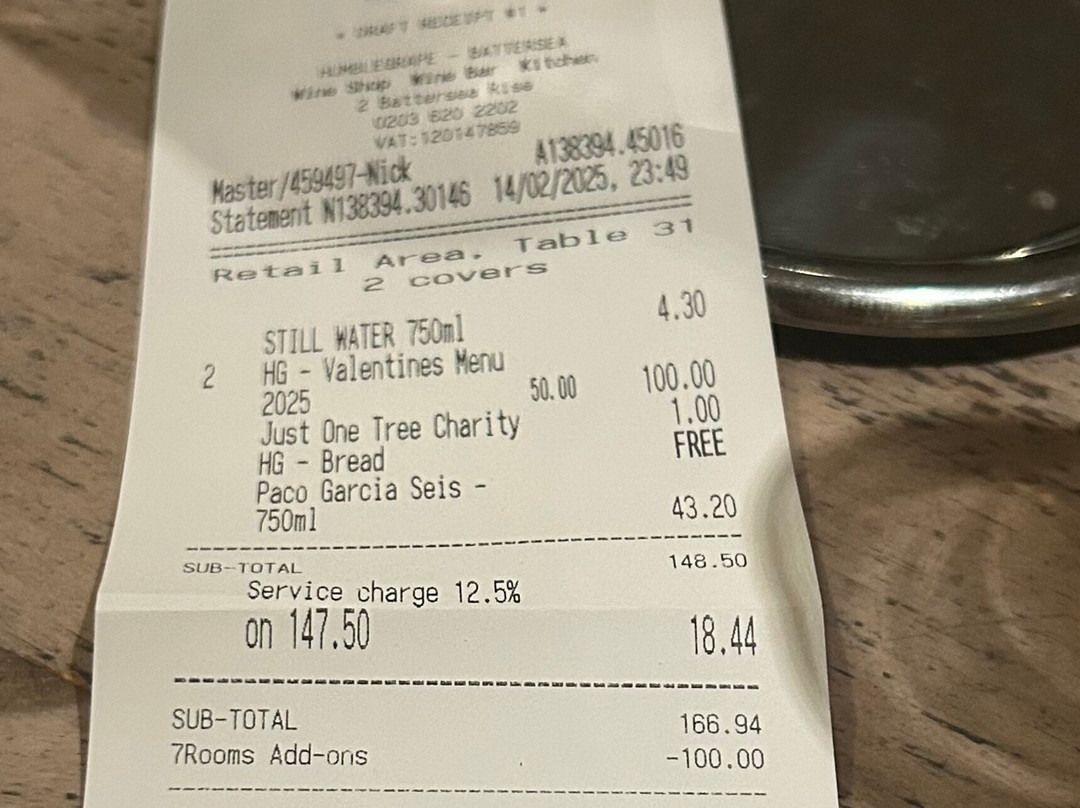 * DRAFT RECEIPT #1 *
HUMBLEGRAPE - BATTERSEA
Wine Shop Wine Bar Kitchen
2 Battersea Rise
0203 620 2202
VAT:120147859
A138394.45016
Master/459497-Nick
Statement N138394.30146 14/02/2025, 23:49
Retail Area, Table 31
2 covers
STILL WATER 750ml 4.30
2 HG - Valentines Menu
2025 50.00 100.00
Just One Tree Charity 1.00
HG - Bread FREE
Paco Garcia Seis -
750ml 43.20
SUB-TOTAL 148.50
Service charge 12.5%
on 147.50 18.44
SUB-TOTAL 166.94
7Rooms Add-ons -100.00